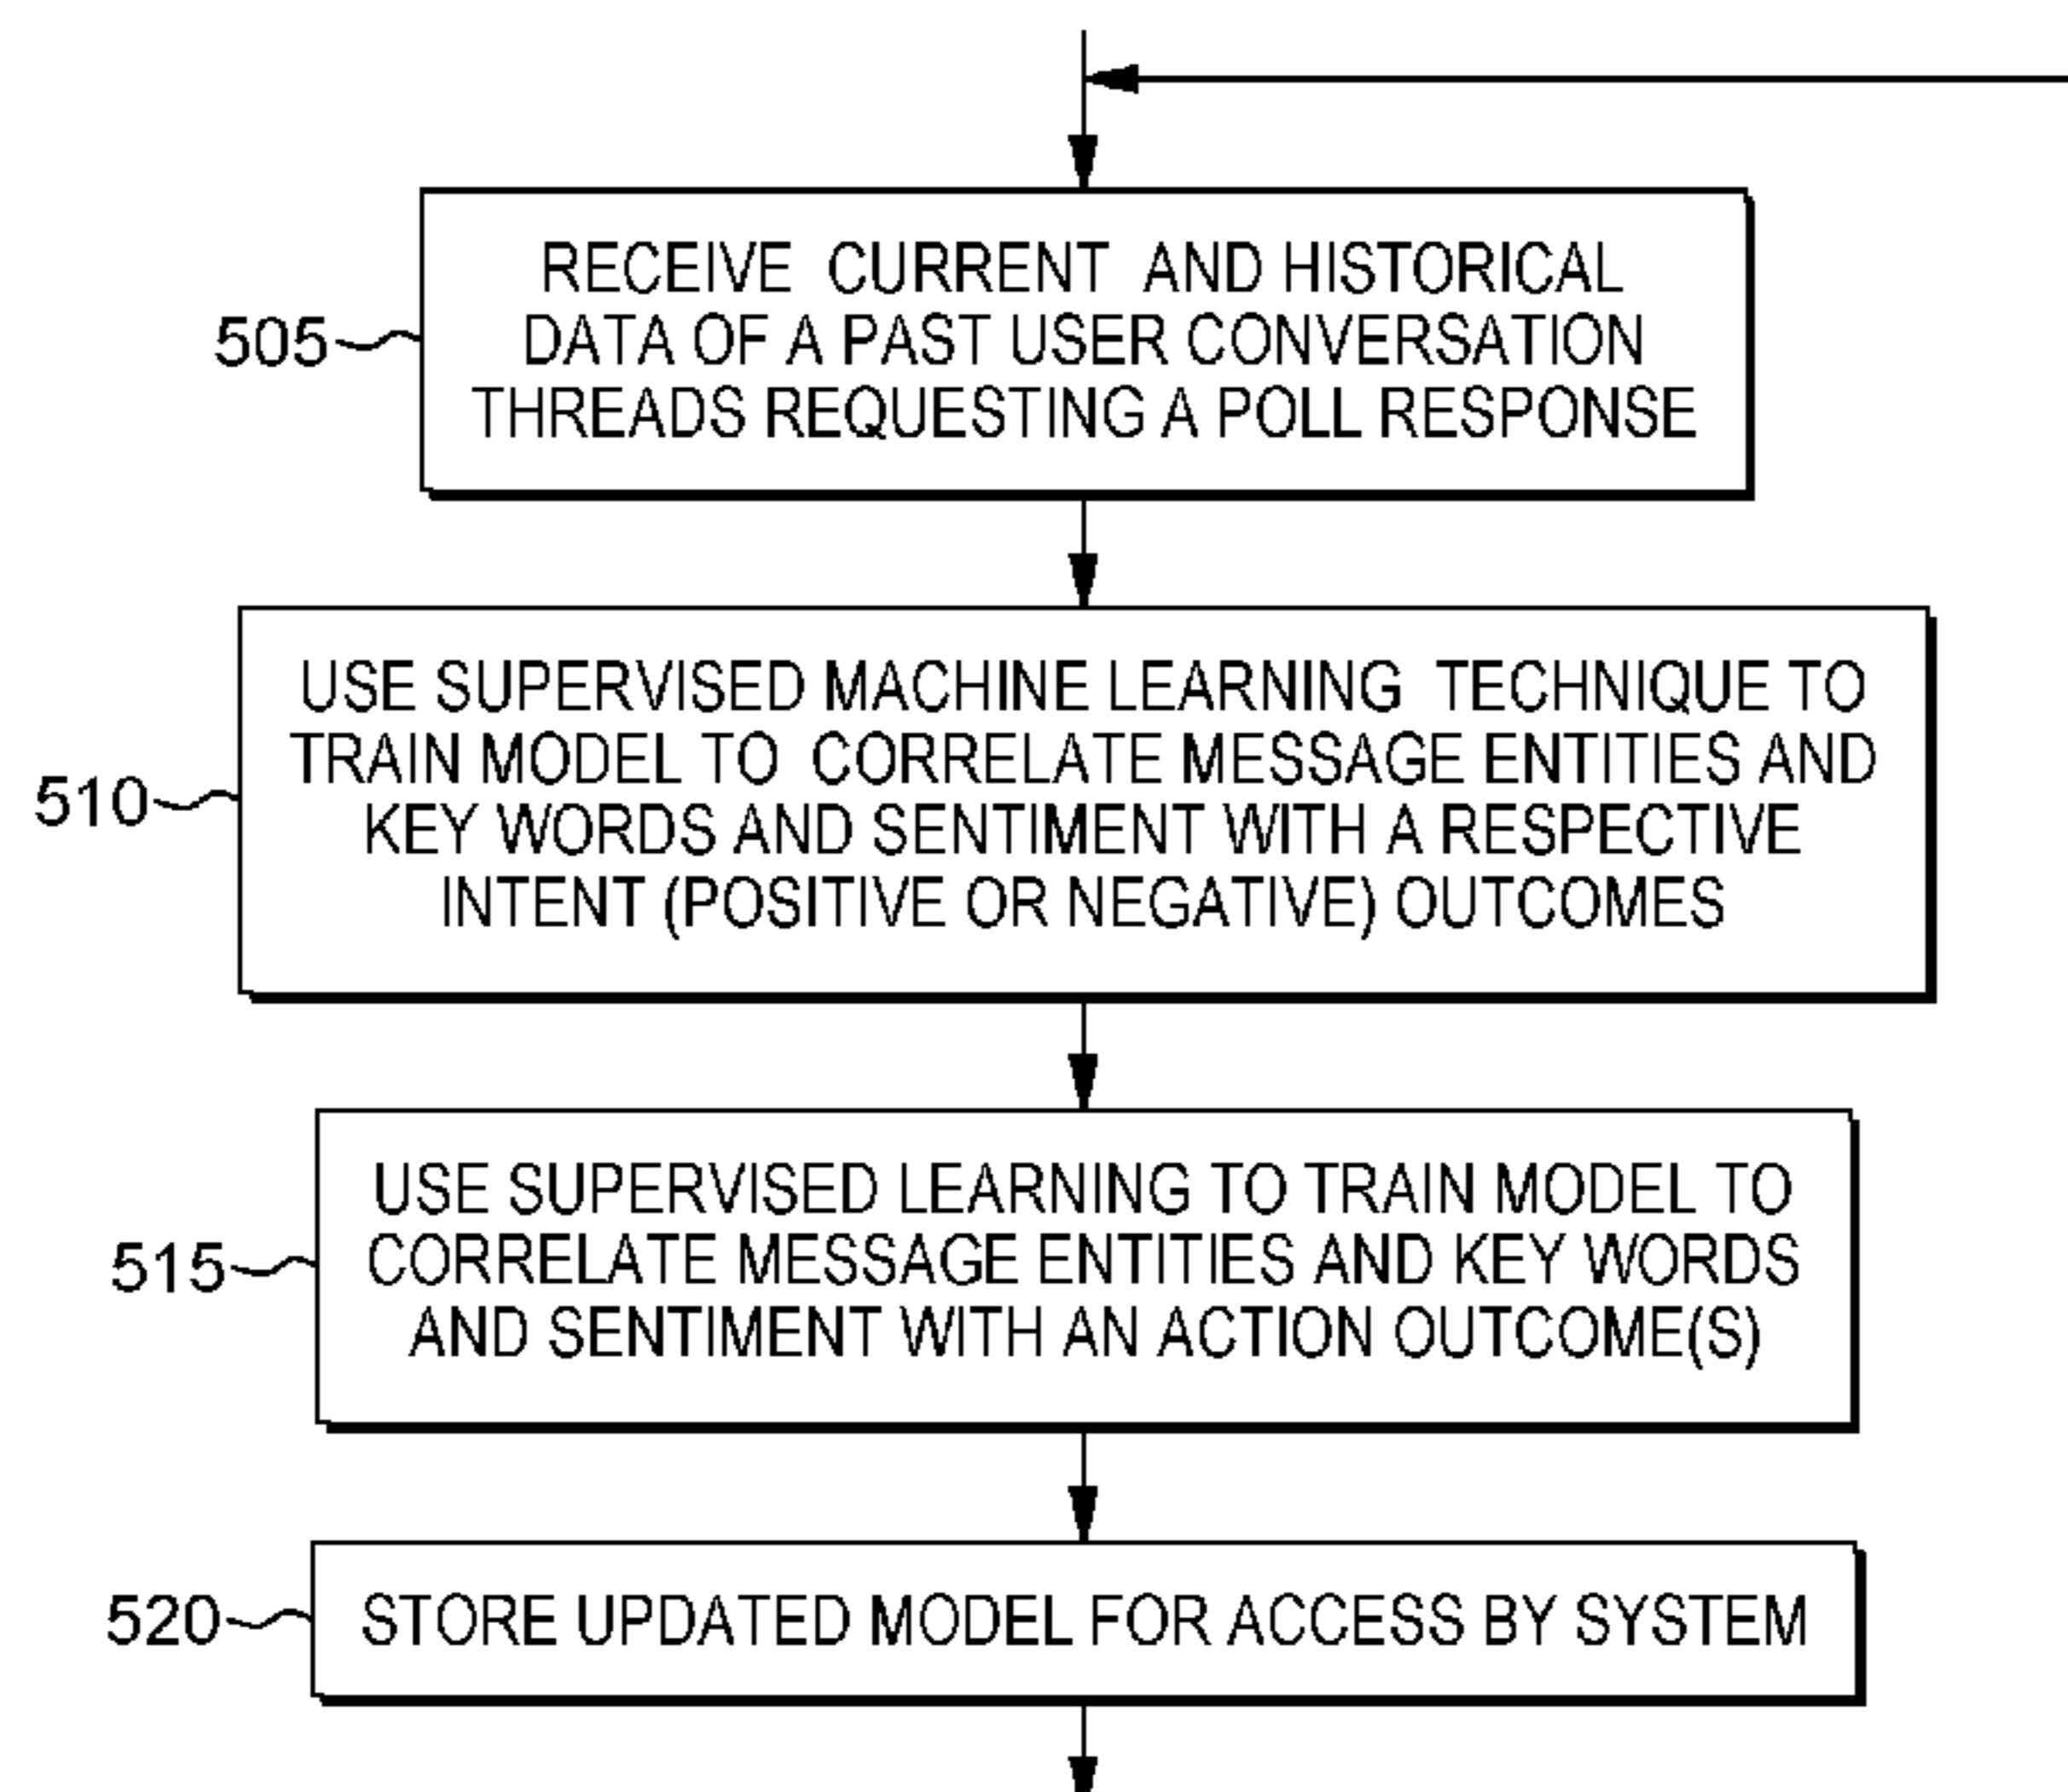 RECEIVE CURRENT AND HISTORICAL
DATA OF A PAST USER CONVERSATION
THREADS REQUESTING A POLL RESPONSE
505
USE SUPERVISED MACHINE LEARNING TECHNIQUE TO
TRAIN MODEL TO CORRELATE MESSAGE ENTITIES AND
KEY WORDS AND SENTIMENT WITH A RESPECTIVE
INTENT (POSITIVE OR NEGATIVE) OUTCOMES
510
USE SUPERVISED LEARNING TO TRAIN MODEL TO
CORRELATE MESSAGE ENTITIES AND KEY WORDS
AND SENTIMENT WITH AN ACTION OUTCOME(S)
515
STORE UPDATED MODEL FOR ACCESS BY SYSTEM
520